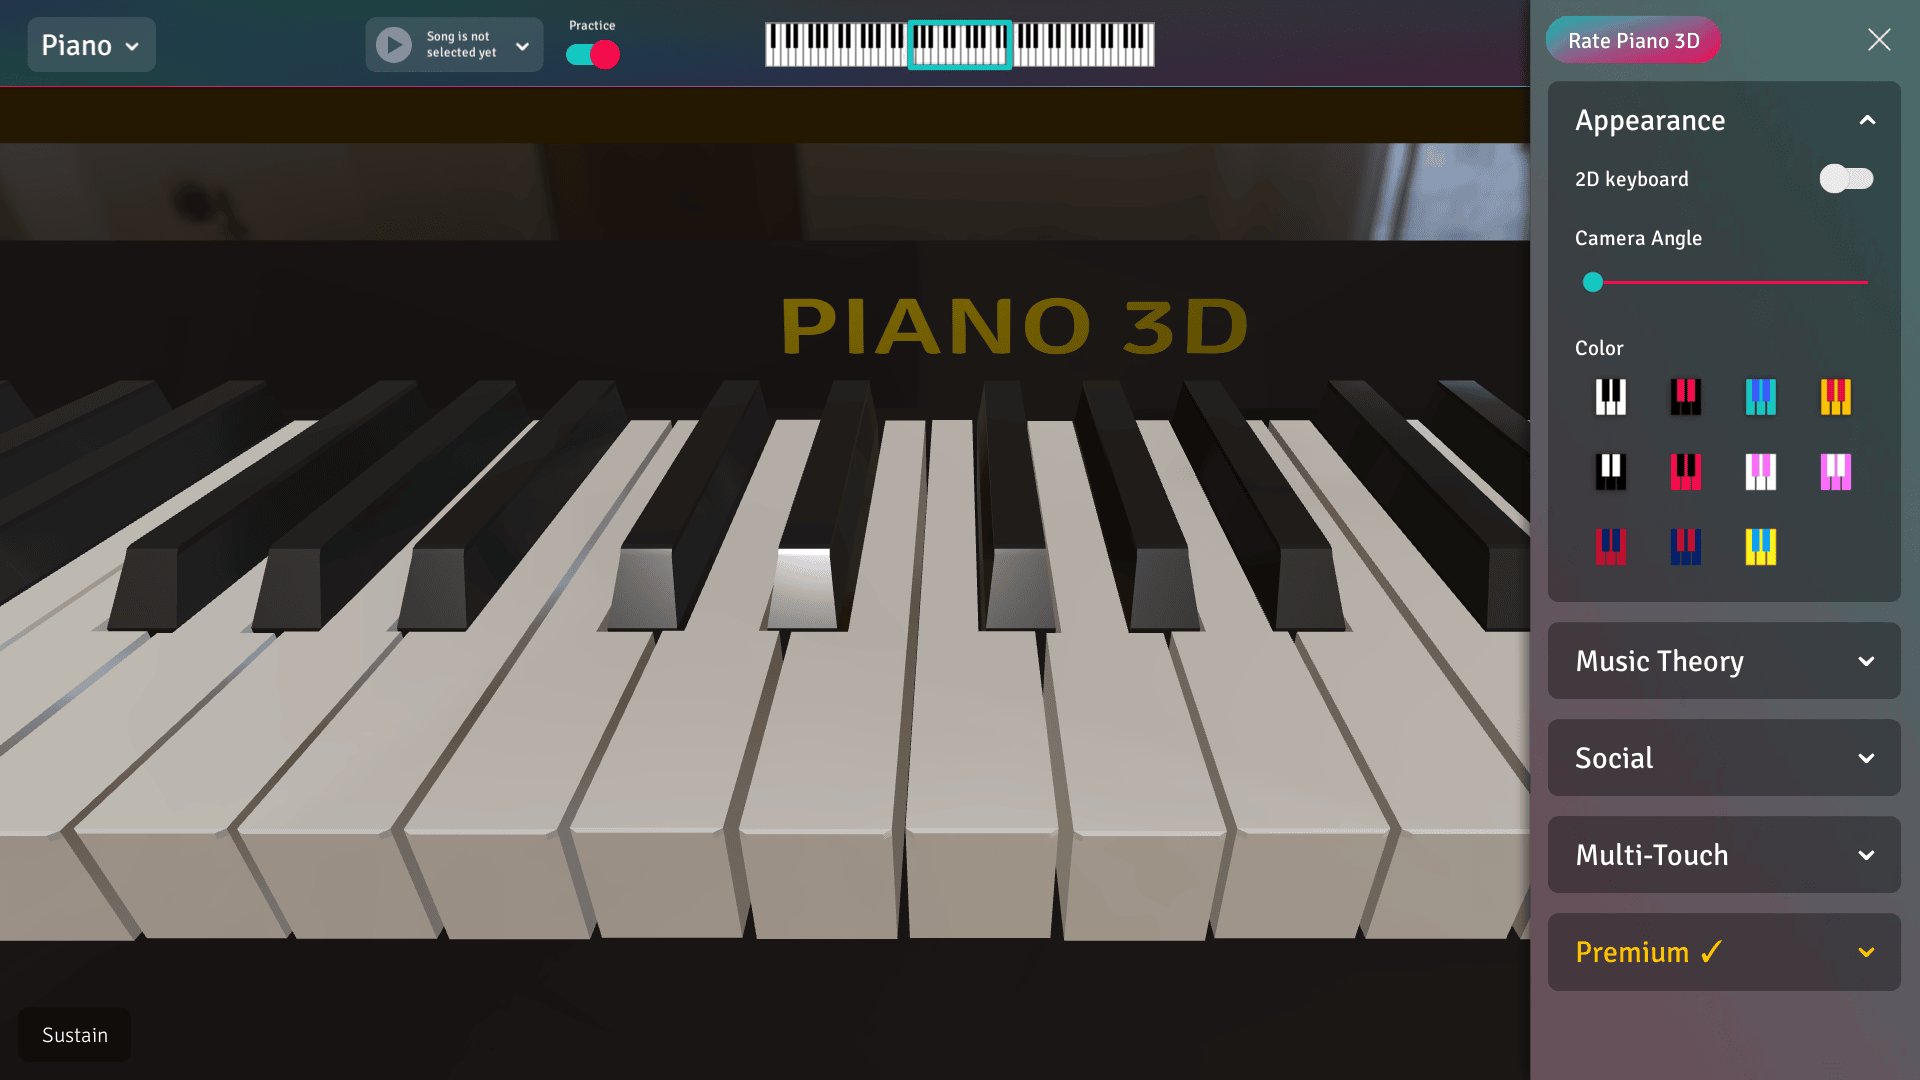 Piano
Song is not
selected yet
Practice
Rate Piano 3D
PIANO 3D
Appearance
2D keyboard
Camera Angle
Color
Music Theory
Social
Multi-Touch
Premium ✓
Sustain